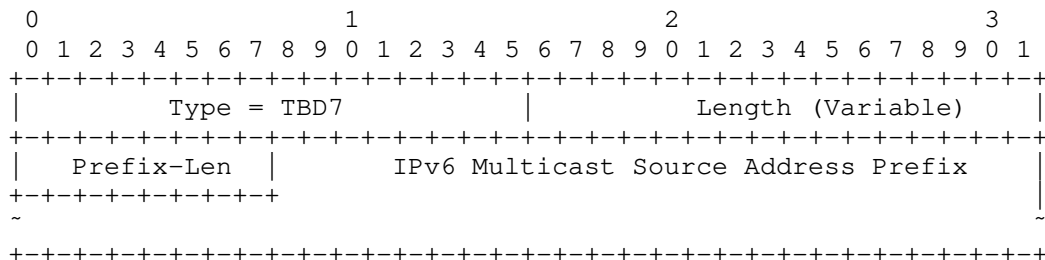 0                   1                   2                   3
 0 1 2 3 4 5 6 7 8 9 0 1 2 3 4 5 6 7 8 9 0 1 2 3 4 5 6 7 8 9 0 1
+-+-+-+-+-+-+-+-+-+-+-+-+-+-+-+-+-+-+-+-+-+-+-+-+-+-+-+-+-+-+-+-+
|         Type = TBD7           |          Length (Variable)    |
+-+-+-+-+-+-+-+-+-+-+-+-+-+-+-+-+-+-+-+-+-+-+-+-+-+-+-+-+-+-+-+-+
|   Prefix-Len  |       IPv6 Multicast Source Address Prefix    |
+-+-+-+-+-+-+-+-+                                               |
~                                                               ~
+-+-+-+-+-+-+-+-+-+-+-+-+-+-+-+-+-+-+-+-+-+-+-+-+-+-+-+-+-+-+-+-+